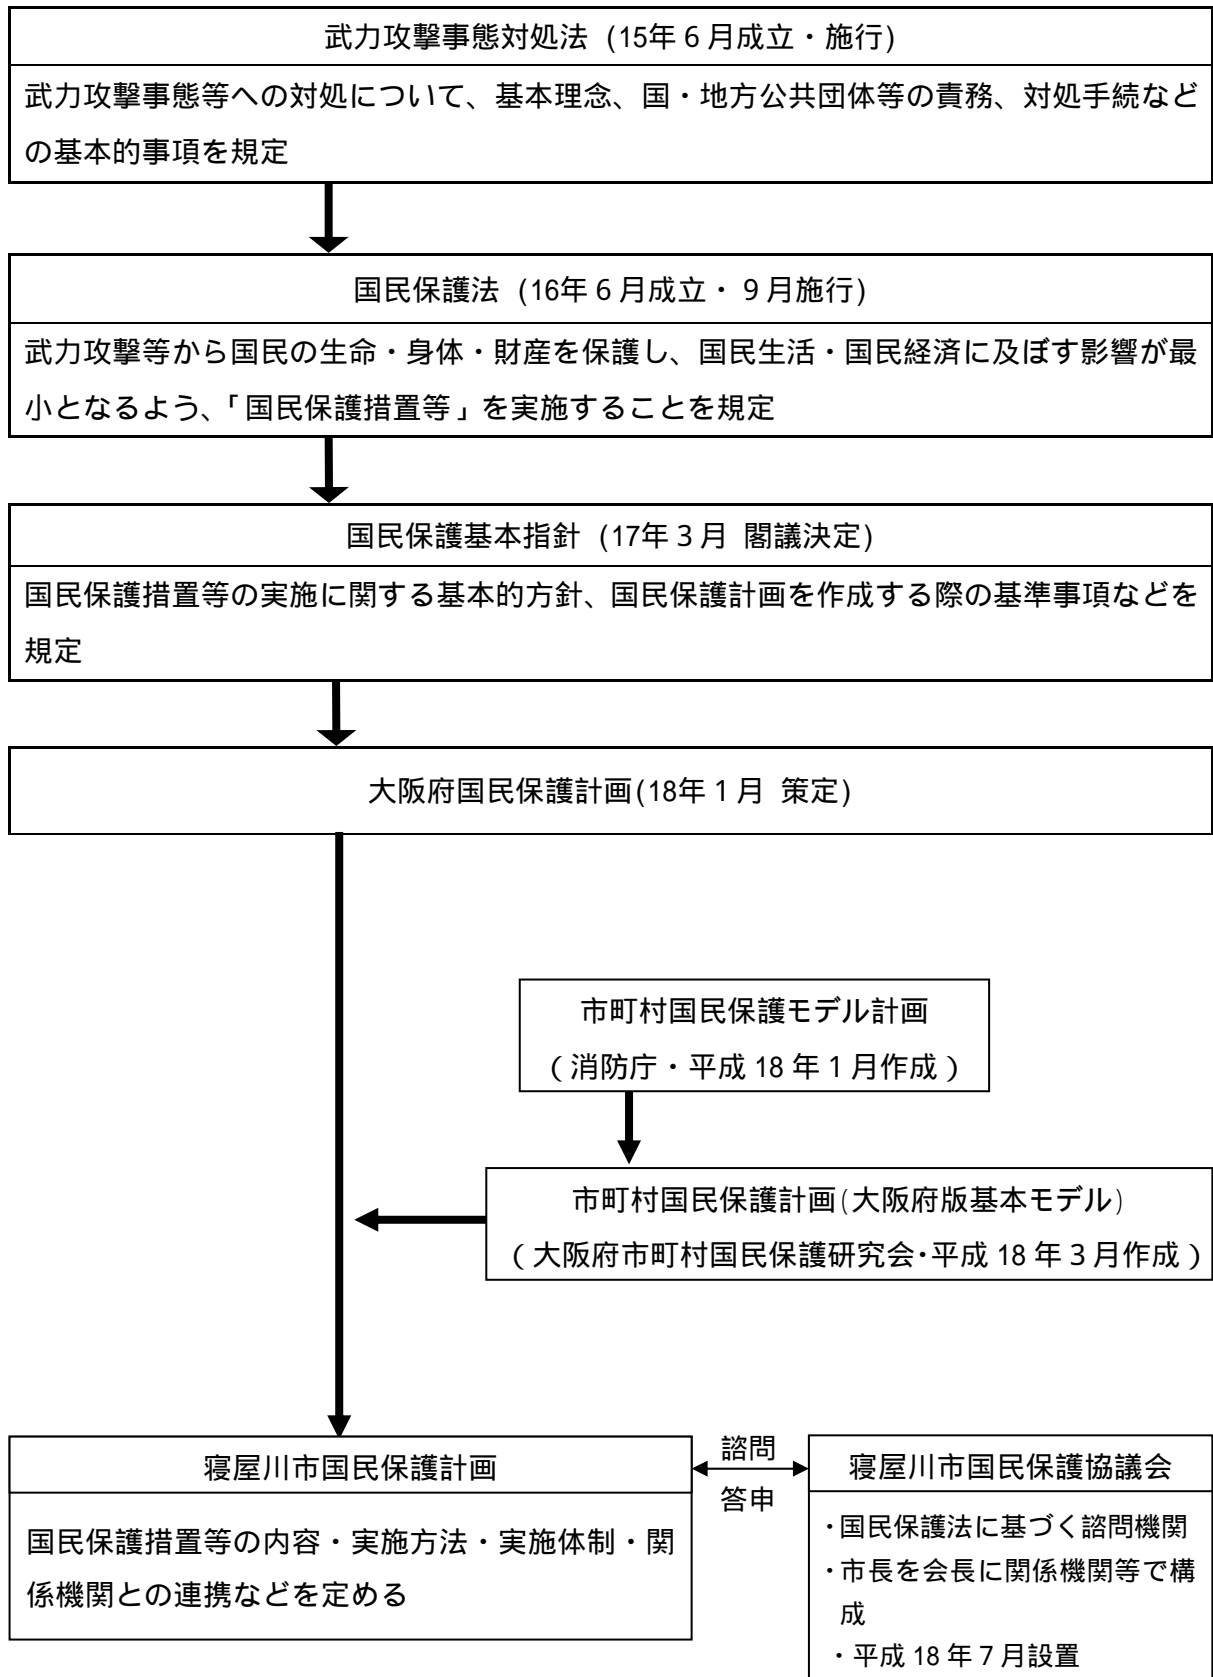 武力攻撃事態対処法 (15年６月成立・施行)
武力攻撃事態等への対処について、基本理念、国・地方公共団体等の責務、対処手続など
の基本的事項を規定
国民保護法 (16年６月成立・９月施行)
武力攻撃等から国民の生命・身体・財産を保護し、国民生活・国民経済に及ぼす影響が最
小となるよう、「国民保護措置等」を実施することを規定
国民保護基本指針 (17年３月 閣議決定)
国民保護措置等の実施に関する基本的方針、国民保護計画を作成する際の基準事項などを
規定
大阪府国民保護計画(18年１月 策定)
市町村国民保護モデル計画
（消防庁・平成 18 年１月作成）
市町村国民保護計画(大阪府版基本モデル)
（大阪府市町村国民保護研究会・平成 18 年３月作成）
寝屋川市国民保護計画
国民保護措置等の内容・実施方法・実施体制・関
係機関との連携などを定める
諮問
答申
寝屋川市国民保護協議会
・国民保護法に基づく諮問機関
・市長を会長に関係機関等で構
成
・平成 18 年７月設置